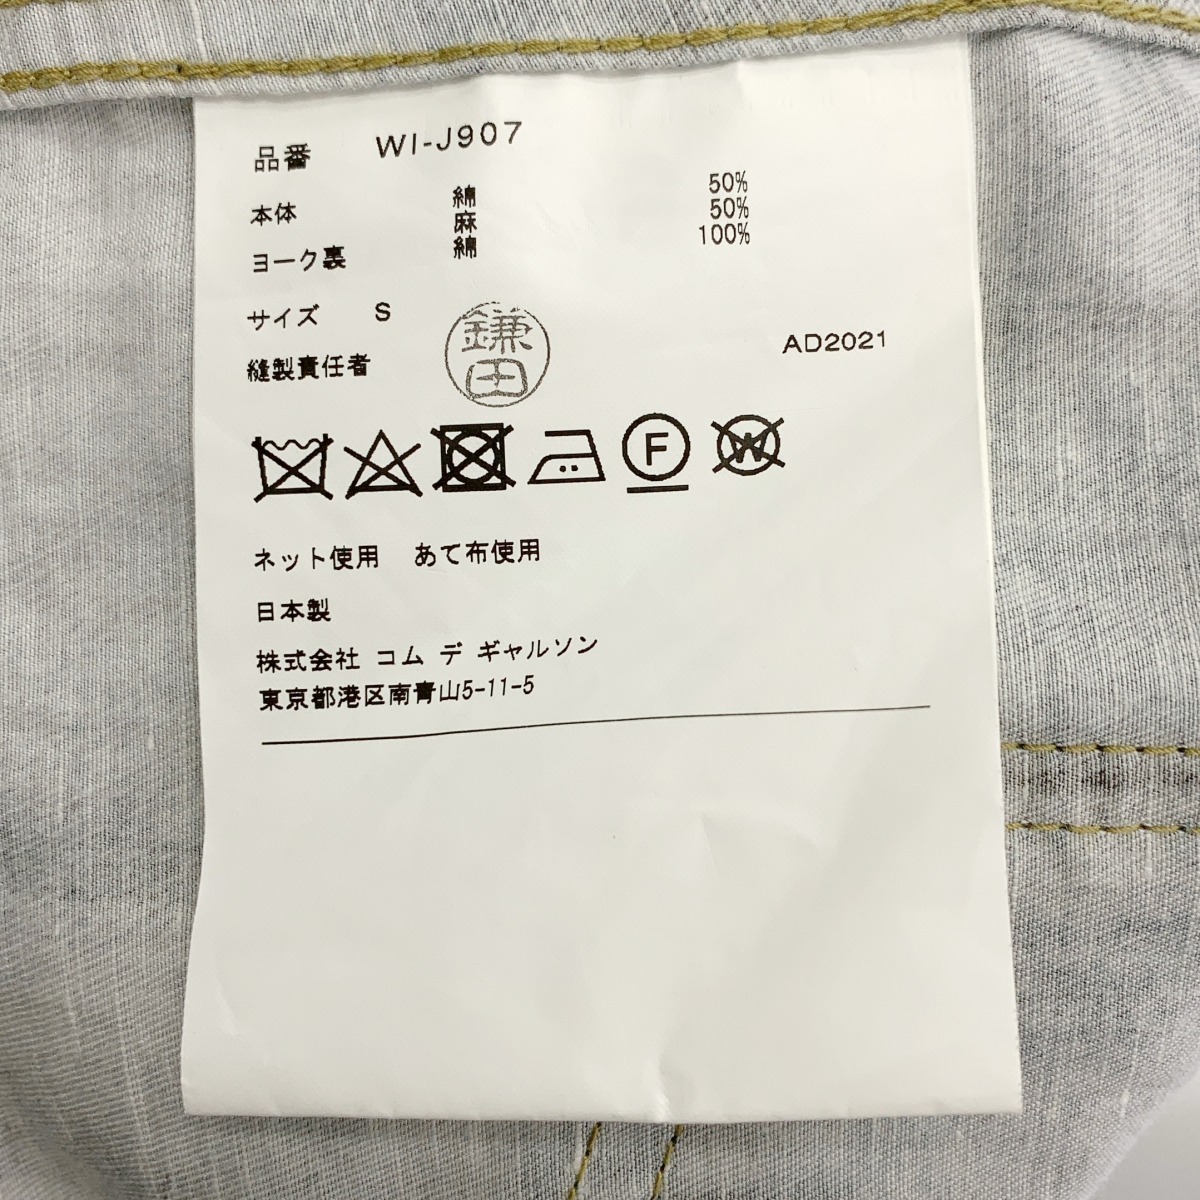 品番 WI-J907
本体 綿 50%
麻 50%
ヨーク裏 綿 100%
サイズ S
縫製責任者 鎌田 AD2021
F W
ネット使用 あて布使用
日本製
株式会社 コム デ ギャルソン
東京都港区南青山5-11-5